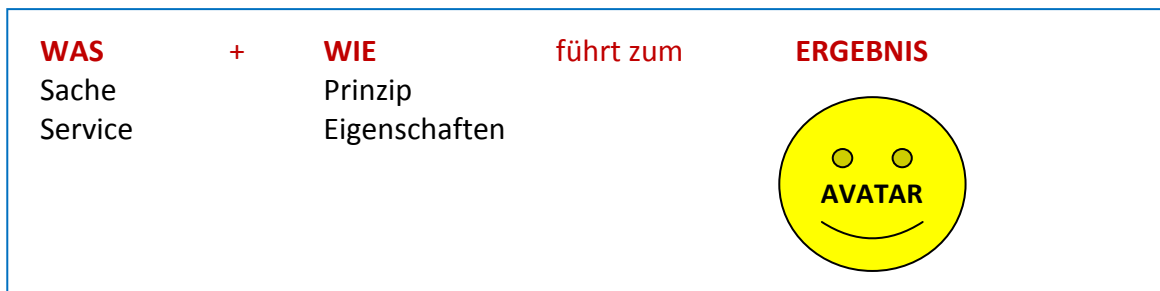 WAS + WIE führt zum ERGEBNIS
Sache Prinzip
Service Eigenschaften
AVATAR